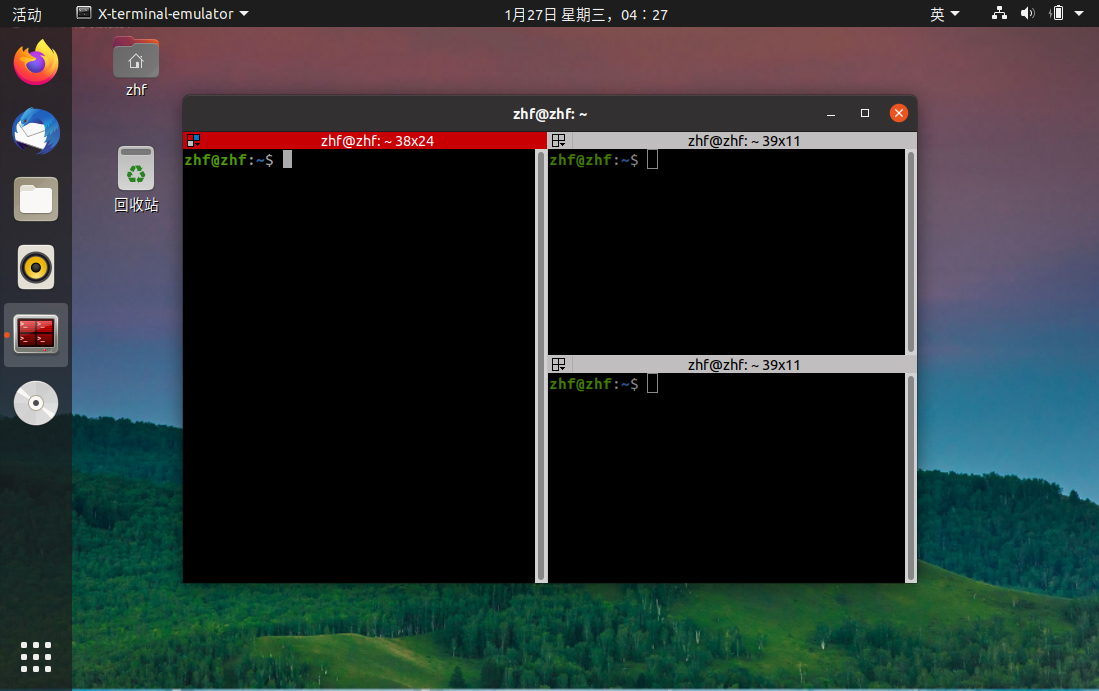 活动
X-terminal-emulator
1月27日 星期三，04：27
英
zhf
回收站
zhf@zhf: ~
zhf@zhf: ~ 38x24
zhf@zhf:~$
zhf@zhf: ~ 39x11
zhf@zhf:~$
zhf@zhf: ~ 39x11
zhf@zhf:~$